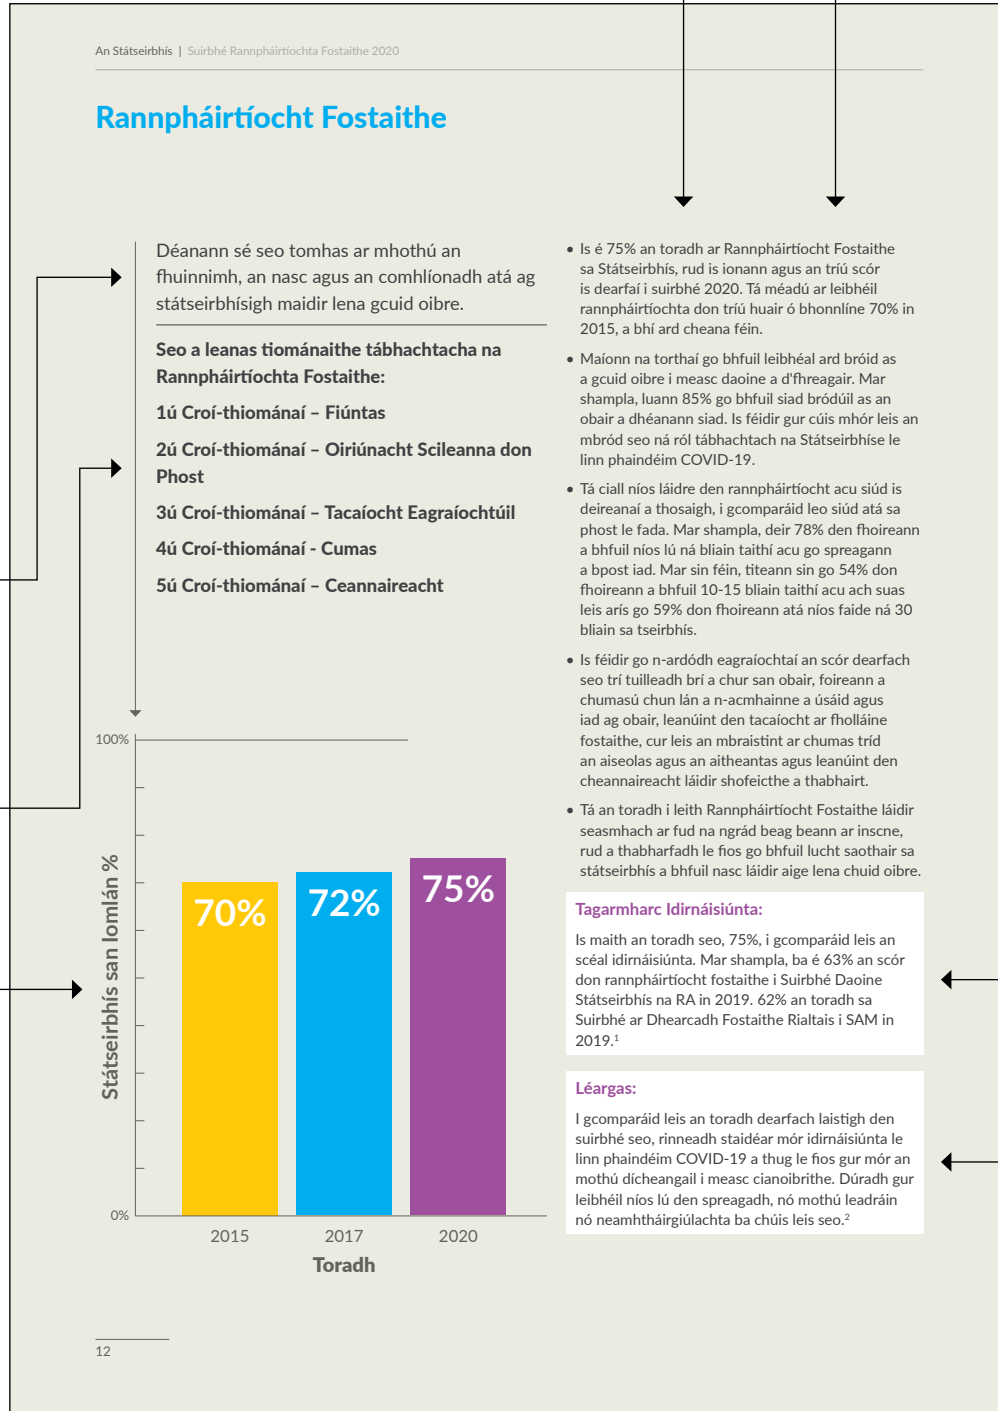 An Státseirbhís | Suirbhé Rannpháirtíochta Fostaithe 2020
Rannpháirtíocht Fostaithe
Déanann sé seo tomhas ar mhothú an
fhuinnimh, an nasc agus an comhlíonadh atá ag
státseirbhísigh maidir lena gcuid oibre.
Seo a leanas tiománaithe tábhachtacha na
Rannpháirtíochta Fostaithe:
1ú Croí-thiománaí – Fiúntas
2ú Croí-thiománaí – Oiriúnacht Scileanna don
Phost
3ú Croí-thiománaí – Tacaíocht Eagraíochtúil
4ú Croí-thiománaí - Cumas
5ú Croí-thiománaí – Ceannaireacht
100%
Státseirbhís san Iomlán %
70%
72%
75%
0%
2015
2017
2020
Toradh
• Is é 75% an toradh ar Rannpháirtíocht Fostaithe
sa Státseirbhís, rud is ionann agus an tríú scór
is dearfaí i suirbhé 2020. Tá méadú ar leibhéil
rannpháirtíochta don tríú huair ó bhonnlíne 70% in
2015, a bhí ard cheana féin.
• Maíonn na torthaí go bhfuil leibhéal ard bróid as
a gcuid oibre i measc daoine a d'fhreagair. Mar
shampla, luann 85% go bhfuil siad bródúil as an
obair a dhéanann siad. Is féidir gur cúis mhór leis an
mbród seo ná ról tábhachtach na Státseirbhíse le
linn phaindéim COVID-19.
• Tá ciall níos láidre den rannpháirtíocht acu siúd is
deireanaí a thosaigh, i gcomparáid leo siúd atá sa
phost le fada. Mar shampla, deir 78% den fhoireann
a bhfuil níos lú ná bliain taithí acu go spreagann
a bpost iad. Mar sin féin, titeann sin go 54% don
fhoireann a bhfuil 10-15 bliain taithí acu ach suas
leis arís go 59% don fhoireann atá níos faide ná 30
bliain sa tseirbhís.
• Is féidir go n-ardódh eagraíochtaí an scór dearfach
seo trí tuilleadh brí a chur san obair, foireann a
chumasú chun lán a n-acmhainne a úsáid agus
iad ag obair, leanúint den tacaíocht ar fholláine
fostaithe, cur leis an mbraistint ar chumas tríd
an aiseolas agus an aitheantas agus leanúint den
cheannaireacht láidir shofeicthe a thabhairt.
• Tá an toradh i leith Rannpháirtíocht Fostaithe láidir
seasmhach ar fud na ngrád beag beann ar inscne,
rud a thabharfadh le fios go bhfuil lucht saothair sa
státseirbhís a bhfuil nasc láidir aige lena chuid oibre.
Tagarmharc Idirnáisiúnta:
Is maith an toradh seo, 75%, i gcomparáid leis an
scéal idirnáisiúnta. Mar shampla, ba é 63% an scór
don rannpháirtíocht fostaithe i Suirbhé Daoine
Státseirbhís na RA in 2019. 62% an toradh sa
Suirbhé ar Dhearcadh Fostaithe Rialtais i SAM in
2019.¹
Léargas:
I gcomparáid leis an toradh dearfach laistigh den
suirbhé seo, rinneadh staidéar mór idirnáisiúnta le
linn phaindéim COVID-19 a thug le fios gur mór an
mothú dícheangail i measc cianoibrithe. Dúradh gur
leibhéil níos lú den spreagadh, nó mothú leadráin
nó neamhtháirgiúlachta ba chúis leis seo.²
12